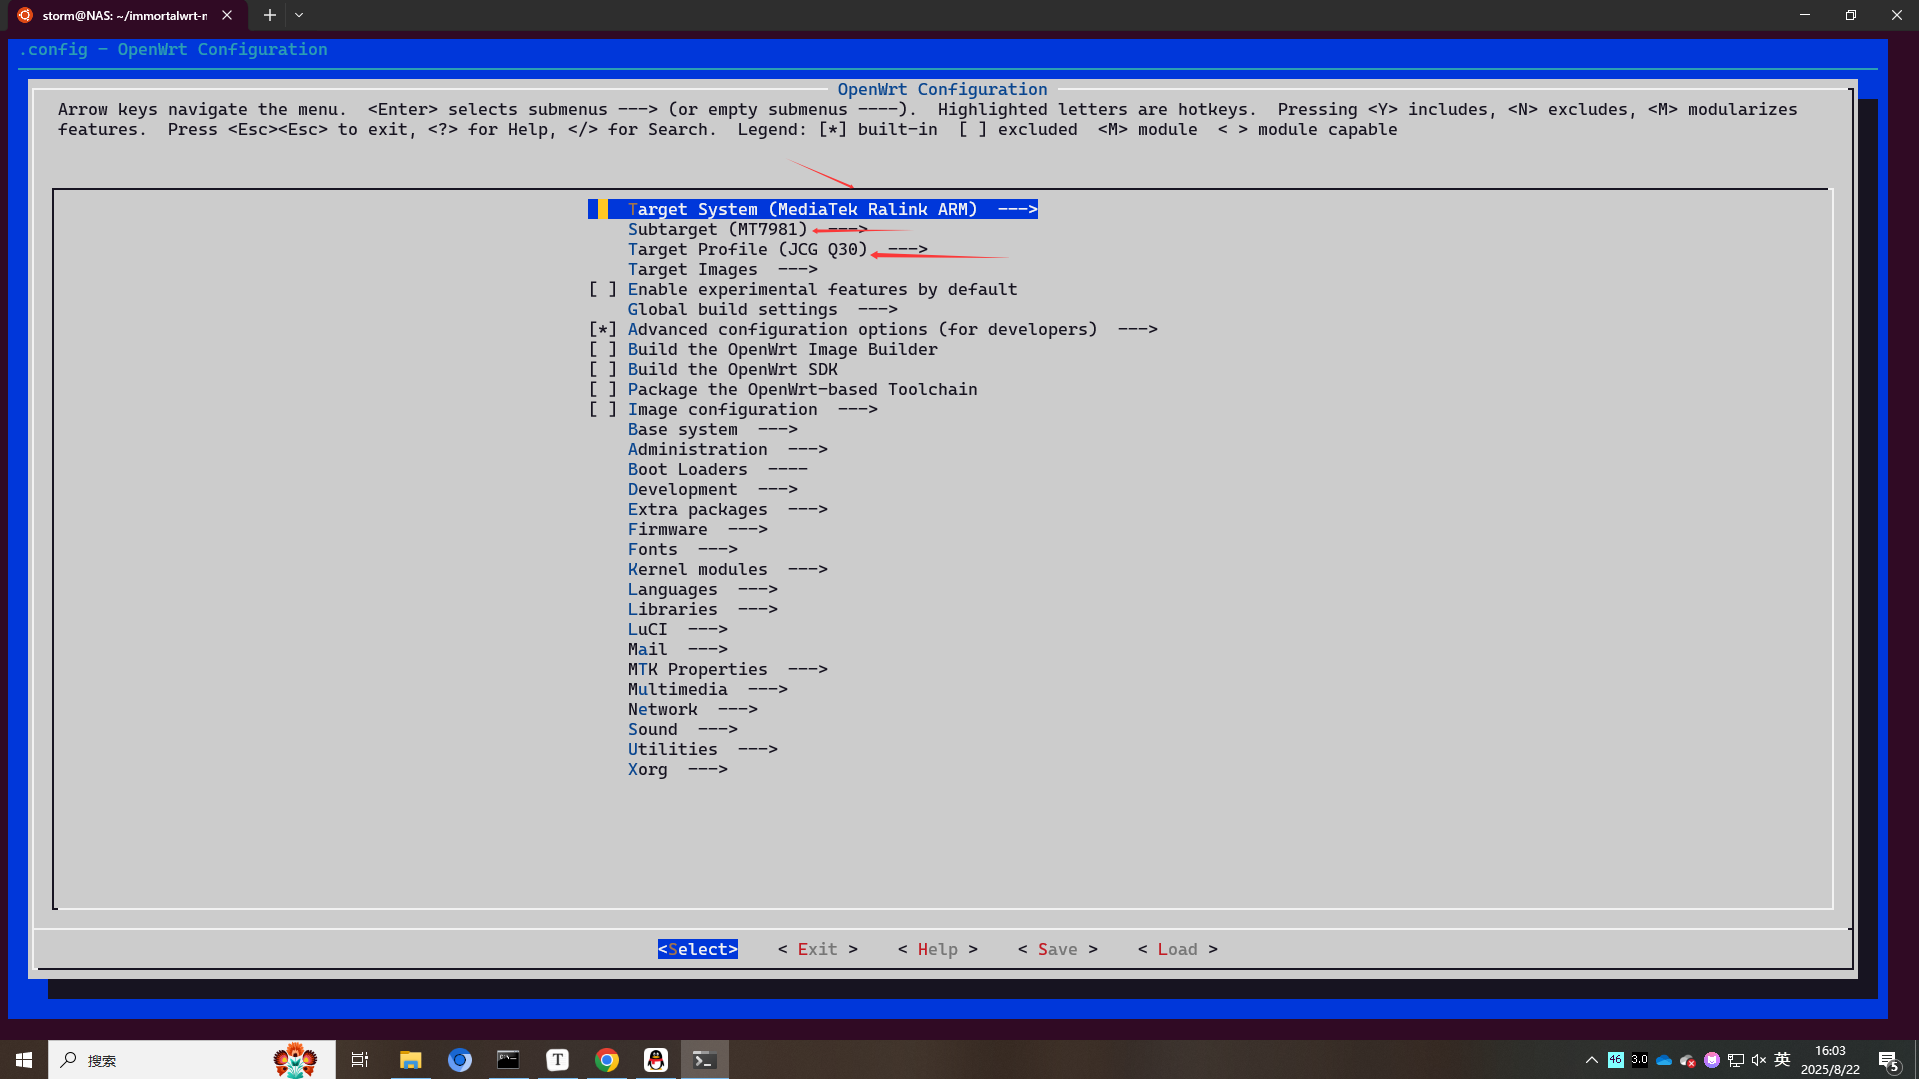 storm@NAS: ~/immortalwrt-r
.config - OpenWrt Configuration
OpenWrt Configuration
Arrow keys navigate the menu.  <Enter> selects submenus ---> (or empty submenus ----).  Highlighted letters are hotkeys.  Pressing <Y> includes, <N> excludes, <M> modularizes
features.  Press <Esc><Esc> to exit, <?> for Help, </> for Search.  Legend: [*] built-in  [ ] excluded  <M> module  < > module capable
Target System (MediaTek Ralink ARM)  --->
Subtarget (MT7981)  --->
Target Profile (JCG Q30)  --->
Target Images  --->
[ ] Enable experimental features by default
Global build settings  --->
[*] Advanced configuration options (for developers)  --->
[ ] Build the OpenWrt Image Builder
[ ] Build the OpenWrt SDK
[ ] Package the OpenWrt-based Toolchain
[ ] Image configuration  --->
Base system  --->
Administration  --->
Boot Loaders  ----
Development  --->
Extra packages  --->
Firmware  --->
Fonts  --->
Kernel modules  --->
Languages  --->
Libraries  --->
LuCI  --->
Mail  --->
MTK Properties  --->
Multimedia  --->
Network  --->
Sound  --->
Utilities  --->
Xorg  --->
<Select>    < Exit >    < Help >    < Save >    < Load >
搜索
T
46
3.0
英
16:03
2025/8/22
5